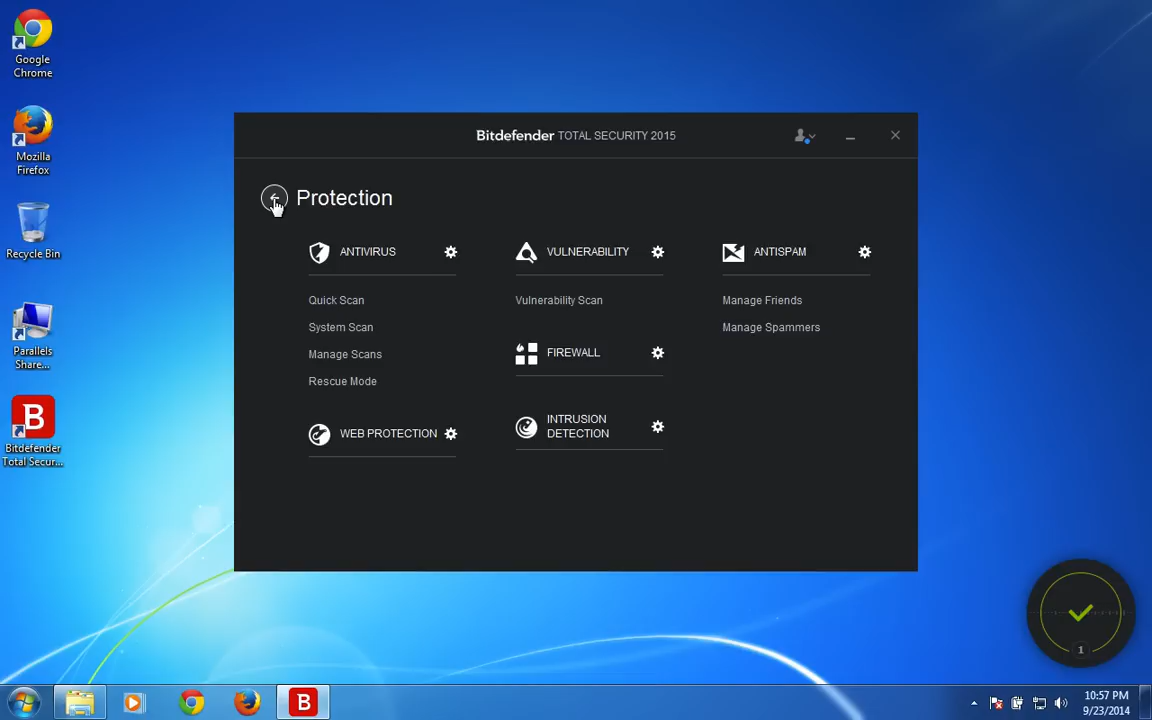 Google
Chrome
Mozilla
Firefox
Recycle Bin
Parallels
Share...
B
Bitdefender
Total Secur...
Bitdefender TOTAL SECURITY 2015
Protection
ANTIVIRUS
Quick Scan
System Scan
Manage Scans
Rescue Mode
WEB PROTECTION
VULNERABILITY
Vulnerability Scan
FIREWALL
INTRUSION
DETECTION
ANTISPAM
Manage Friends
Manage Spammers
1
B
10:57 PM
9/23/2014